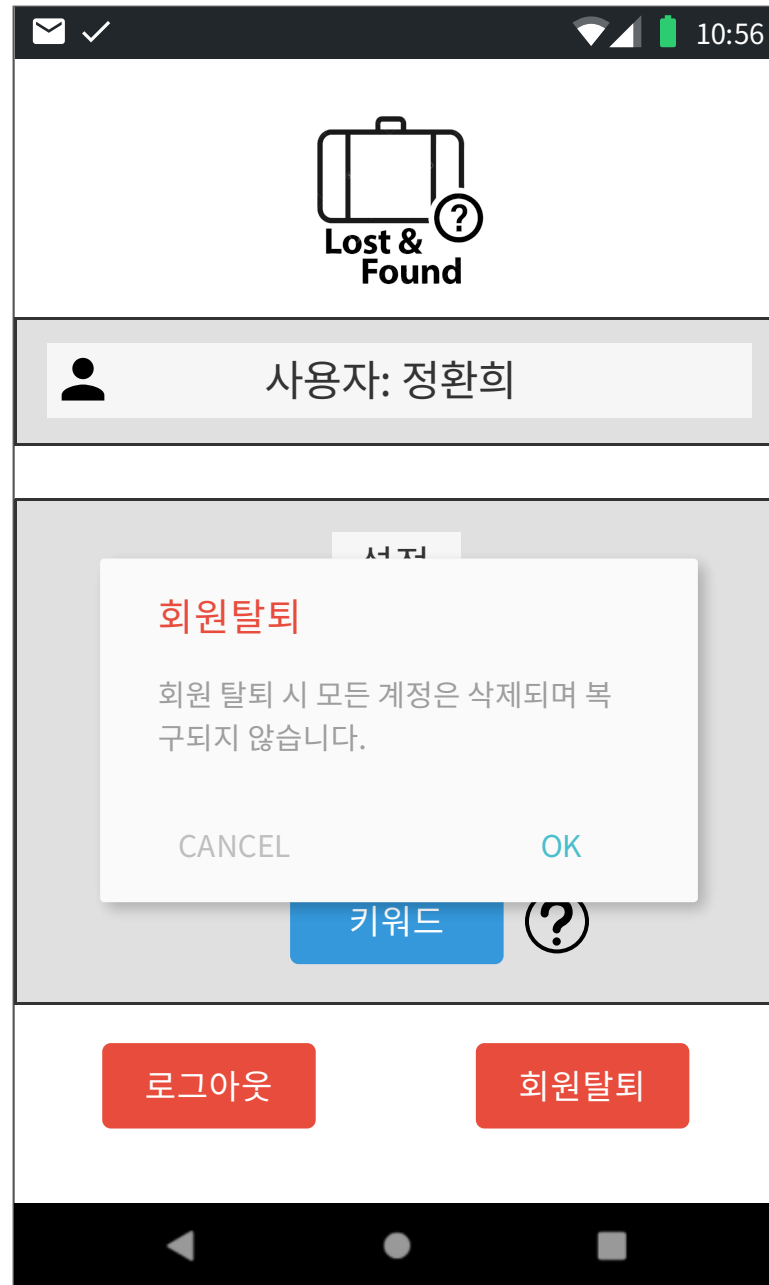 10:56
Lost &
Found
사용자: 정환희
회원탈퇴
회원 탈퇴 시 모든 계정은 삭제되며 복
구되지 않습니다.
CANCEL OK
키워드
로그아웃 회원탈퇴